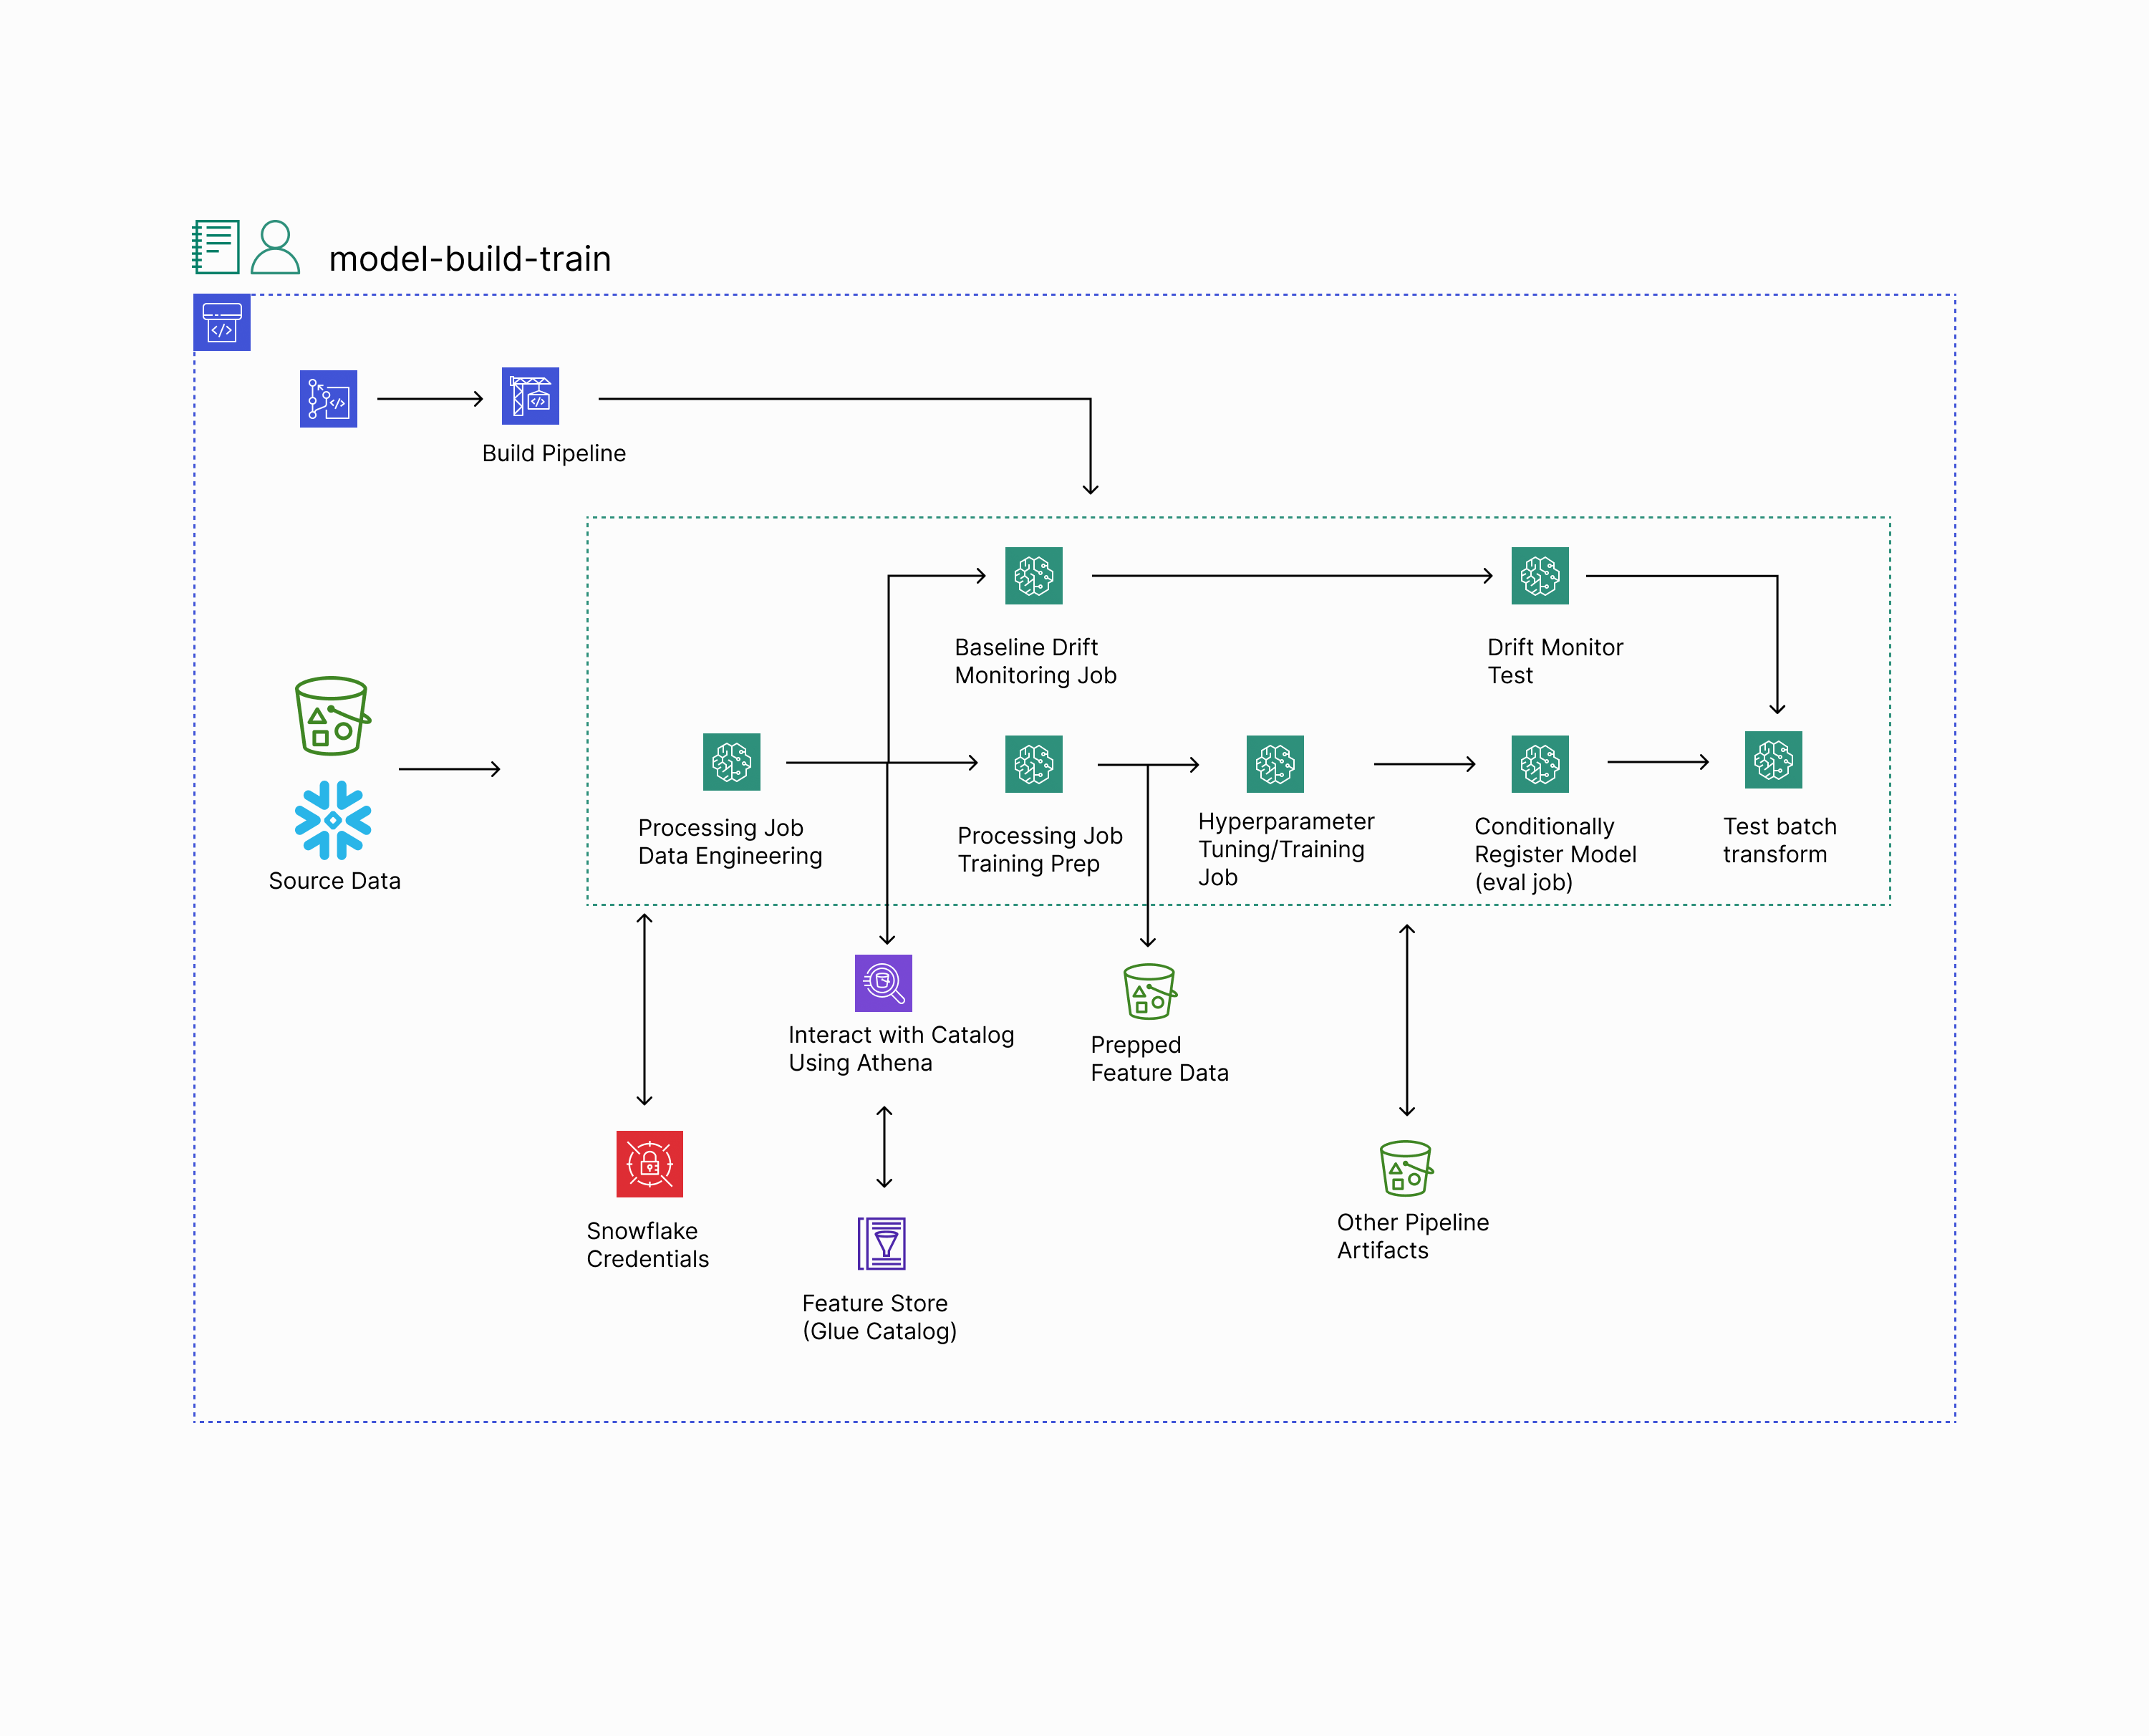 model-build-train
Build Pipeline
Baseline Drift
Monitoring Job
Drift Monitor
Test
Source Data
Processing Job
Data Engineering
Processing Job
Training Prep
Hyperparameter
Tuning/Training
Job
Conditionally
Register Model
(eval job)
Test batch
transform
Interact with Catalog
Using Athena
Prepped
Feature Data
Snowflake
Credentials
Feature Store
(Glue Catalog)
Other Pipeline
Artifacts